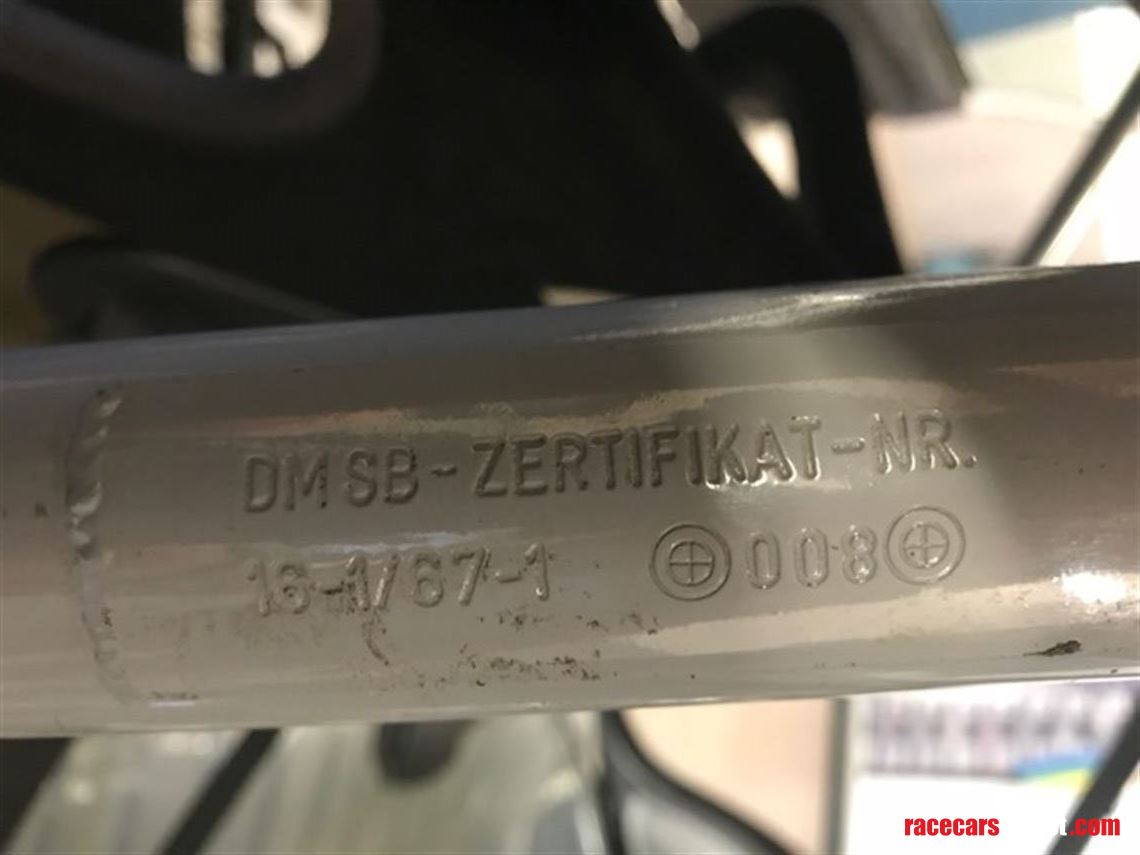 DMSB-ZERTIFIKAT-NR.
16-1/67-1 ⊕008⊕
racecars t.com